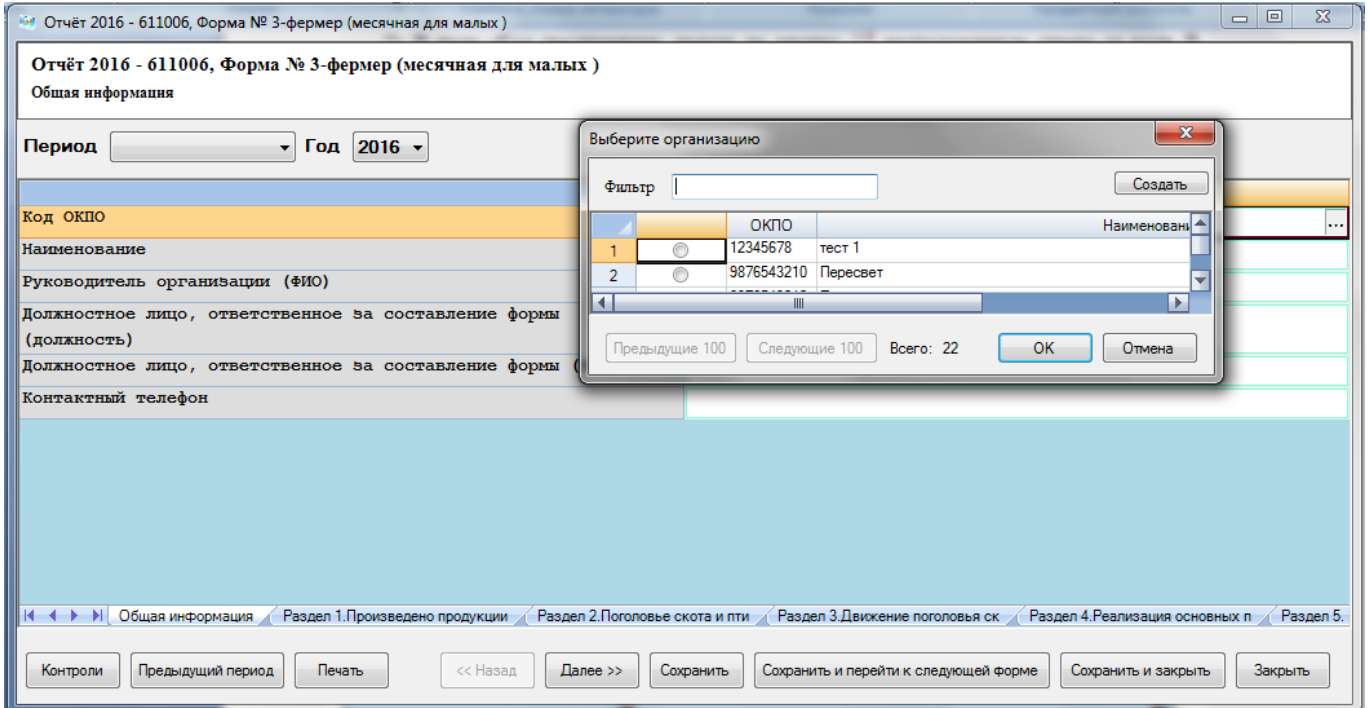 Отчёт 2016 - 611006, Форма № 3-фермер (месячная для малых )
Отчёт 2016 - 611006, Форма № 3-фермер (месячная для малых )
Общая информация
Период Год 2016
Выберите организацию
Фильтр Создать
ОКПО Наименовани
1 12345678 тест 1
2 9876543210 Пересвет
Предыдущие 100 Следующие 100 Всего: 22 OK Отмена
Код ОКПО ...
Наименование
Руководитель организации (ФИО)
Должностное лицо, ответственное за составление формы
(должность)
Должностное лицо, ответственное за составление формы (
Контактный телефон
Общая информация Раздел 1.Произведено продукции Раздел 2.Поголовье скота и пти Раздел 3.Движение поголовья ск Раздел 4.Реализация основных п Раздел 5.
Контроли Предыдущий период Печать << Назад Далее >> Сохранить Сохранить и перейти к следующей форме Сохранить и закрыть Закрыть